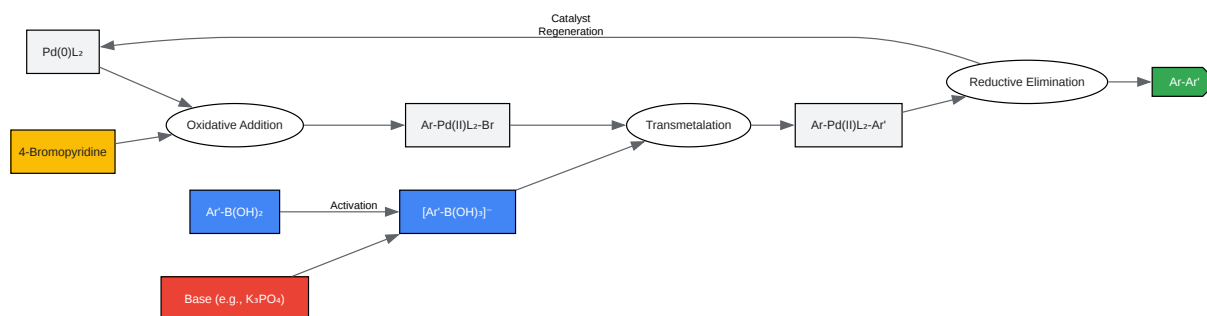 Catalyst
Regeneration
Pd(0)L₂
Reductive Elimination
Ar-Ar'
Oxidative Addition
Ar-Pd(II)L₂-Br
Transmetalation
Ar-Pd(II)L₂-Ar'
4-Bromopyridine
Ar'-B(OH)₂
Activation
[Ar'-B(OH)₃]⁻
Base (e.g., K₃PO₄)